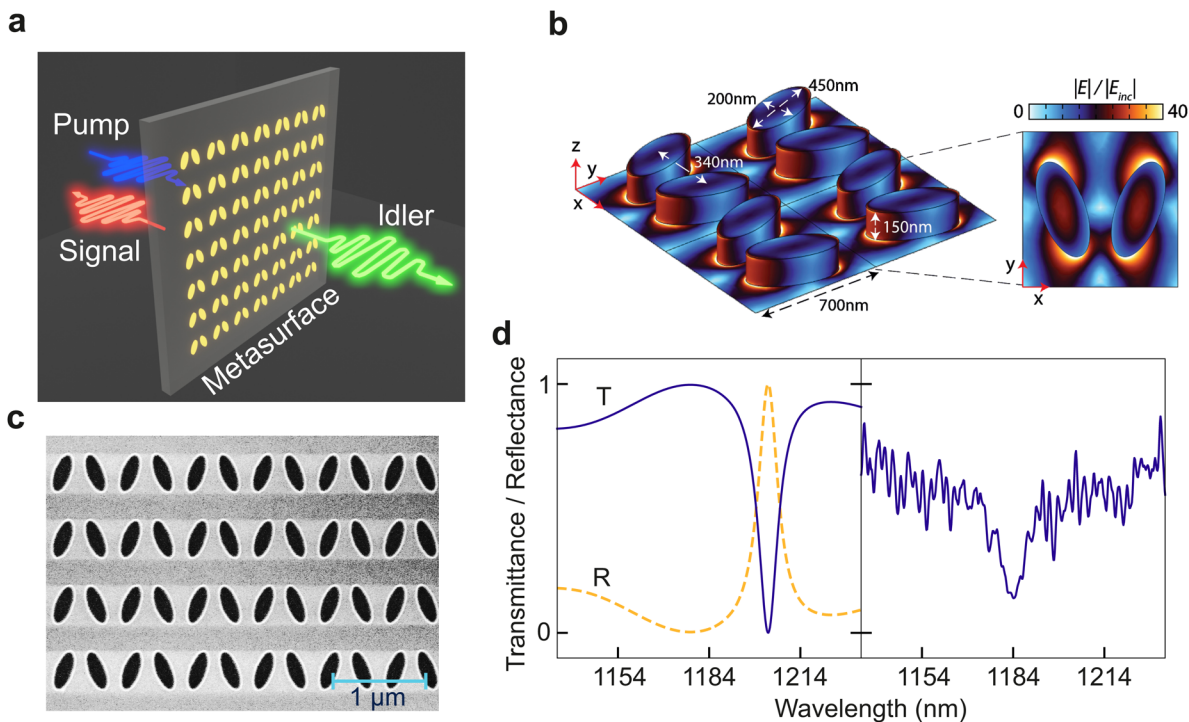 a
Pump
Signal
Idler
Metasurface
b
200nm
450nm
340nm
150nm
700nm
z
y
x
|E| / |E_inc|
0
40
y
x
c
1 μm
d
Transmittance / Reflectance
1
0
T
R
1154
1184
1214
1154
1184
1214
Wavelength (nm)